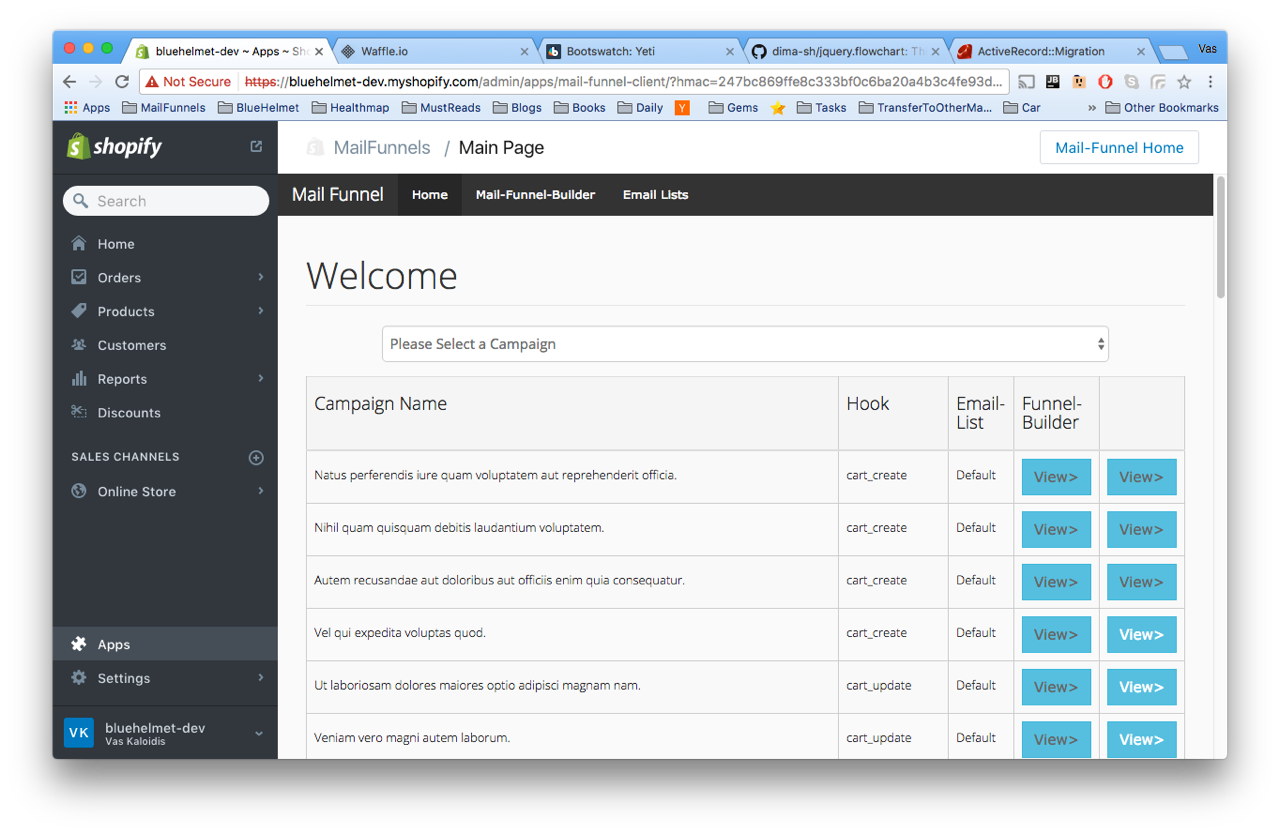 bluehelmet-dev ~ Apps ~ Sho
Waffle.io
Bootswatch: Yeti
dima-sh/jquery.flowchart: Th
ActiveRecord::Migration
Vas
Not Secure
https://bluehelmet-dev.myshopify.com/admin/apps/mail-funnel-client/?hmac=247bc869ffe8c333bf0c6ba20a4b3c4fe93d...
JB
Apps
MailFunnels
BlueHelmet
Healthmap
MustReads
Blogs
Books
Daily
Y
Gems
Tasks
TransferToOtherMa...
Car
»
Other Bookmarks
shopify
MailFunnels / Main Page
Mail-Funnel Home
Search
Mail Funnel
Home
Mail-Funnel-Builder
Email Lists
Home
Orders
Products
Customers
Reports
Discounts
SALES CHANNELS
Online Store
Apps
Settings
VK
bluehelmet-dev
Vas Kaloidis
Welcome
Please Select a Campaign
Campaign Name Hook Email-List Funnel-Builder
Natus perferendis iure quam voluptatem aut reprehenderit officia. cart_create Default View> View>
Nihil quam quisquam debitis laudantium voluptatem. cart_create Default View> View>
Autem recusandae aut doloribus aut officiis enim quia consequatur. cart_create Default View> View>
Vel qui expedita voluptas quod. cart_create Default View> View>
Ut laboriosam dolores maiores optio adipisci magnam nam. cart_update Default View> View>
Veniam vero magni autem laborum. cart_update Default View> View>